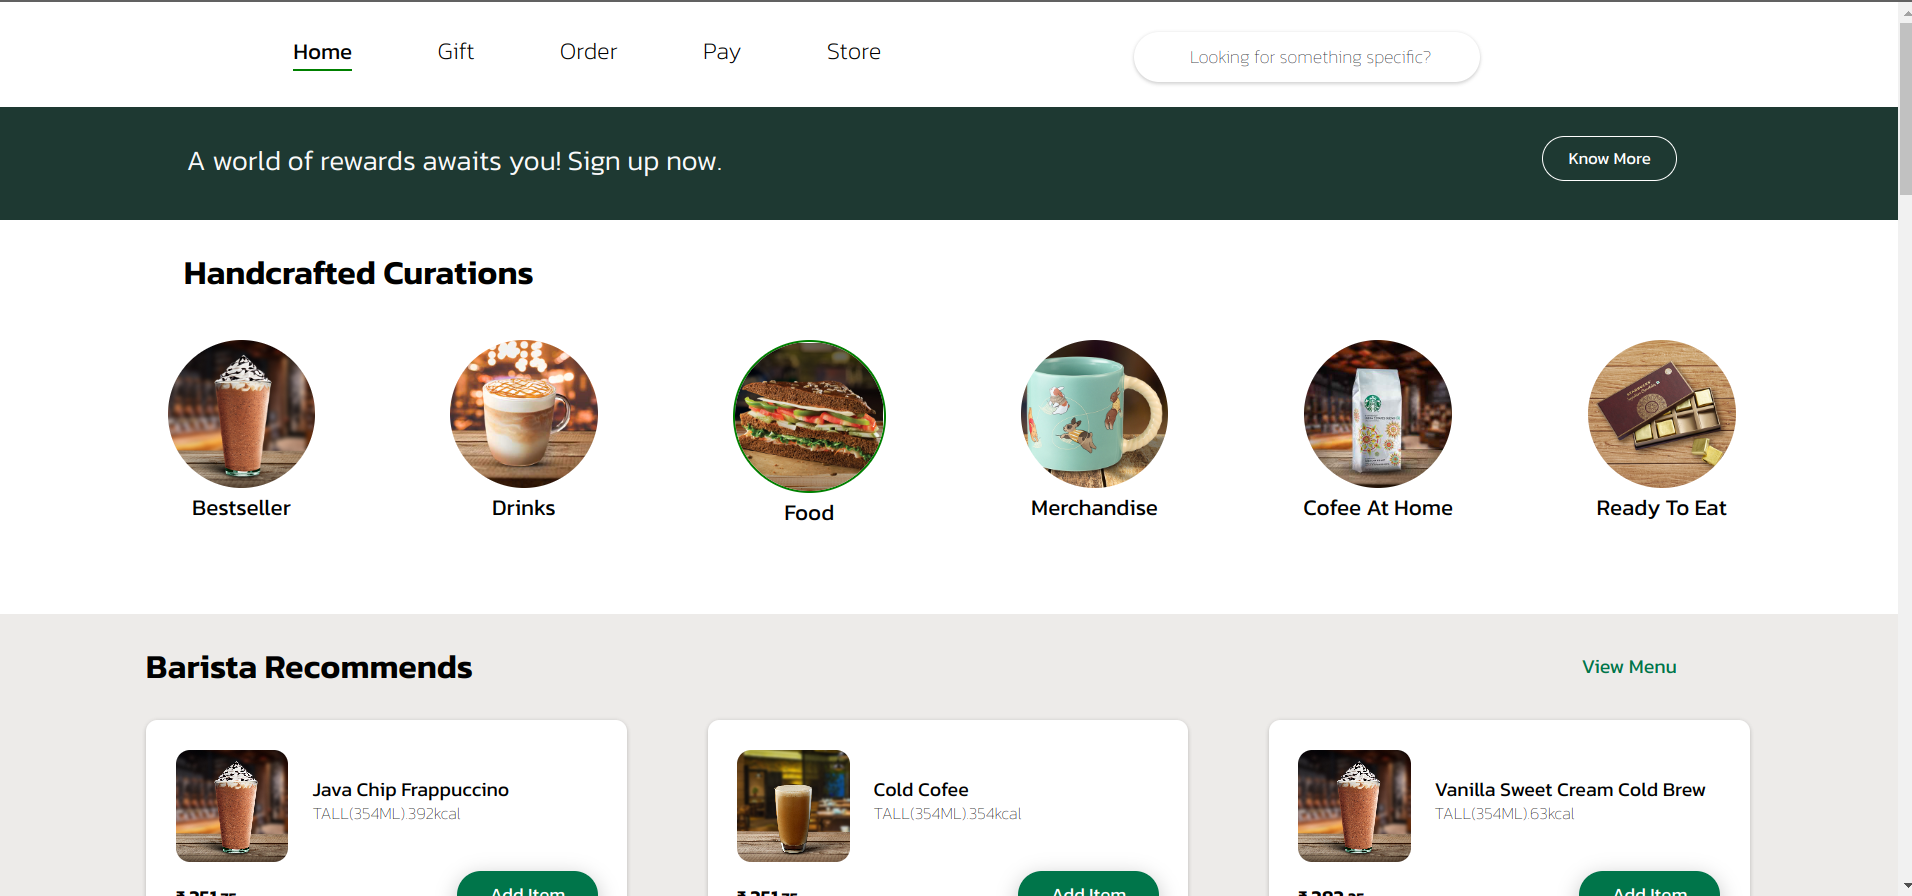 Home Gift Order Pay Store Looking for something specific?
A world of rewards awaits you! Sign up now. Know More
Handcrafted Curations
Bestseller Drinks Food Merchandise Cofee At Home Ready To Eat
Barista Recommends View Menu
Java Chip Frappuccino Cold Cofee Vanilla Sweet Cream Cold Brew
TALL(354ML).392kcal TALL(354ML).354kcal TALL(354ML).63kcal
Add Item Add Item Add Item